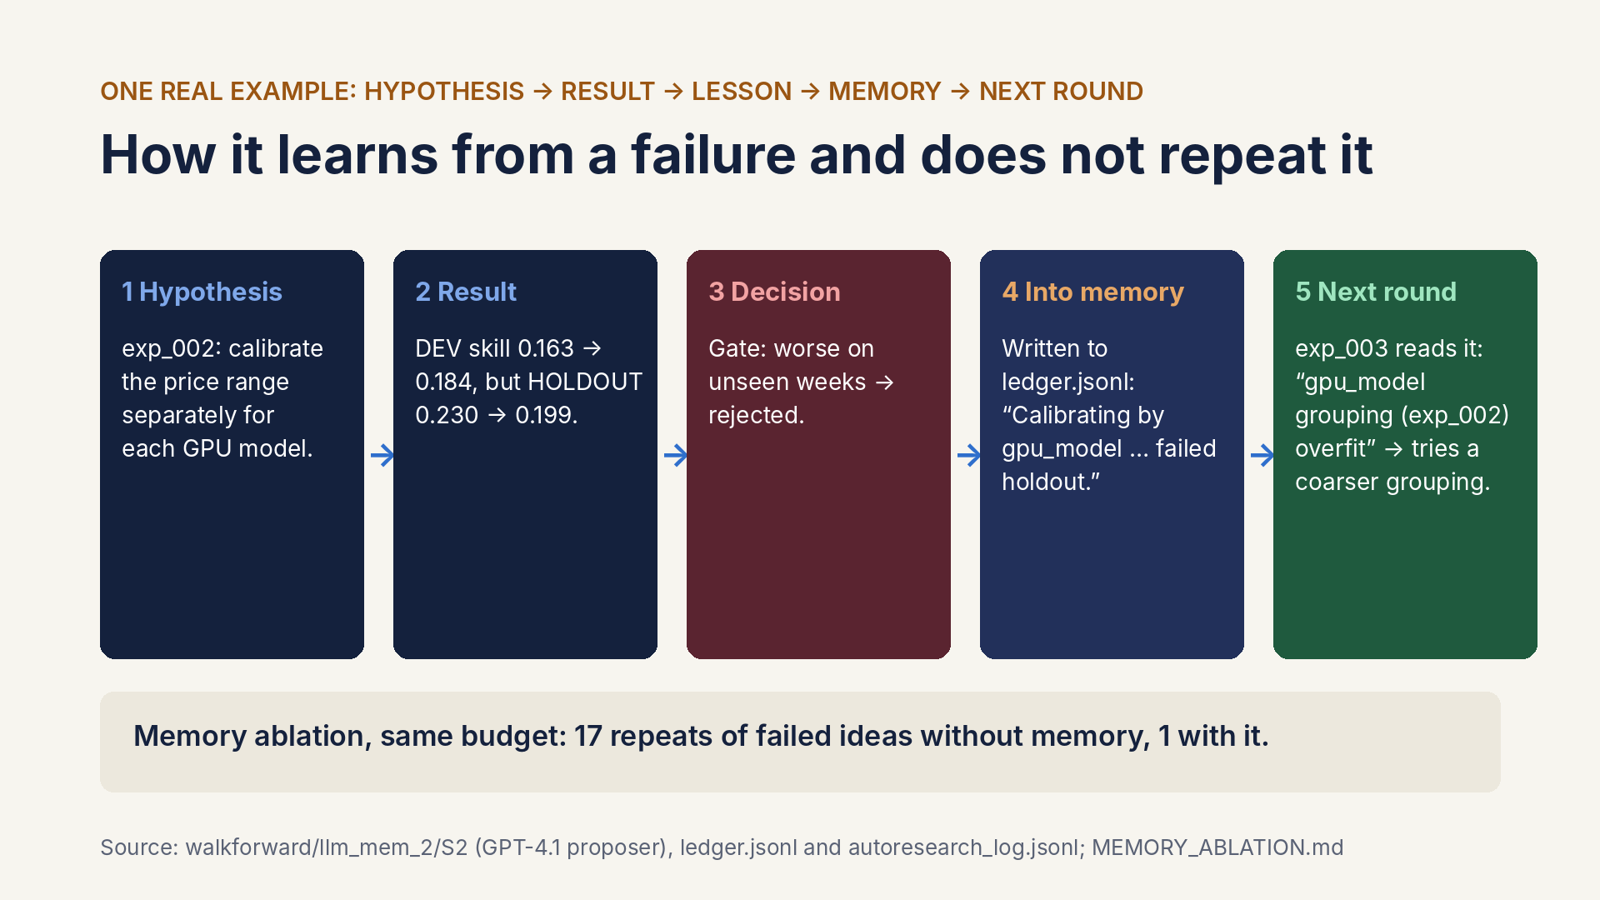 ONE REAL EXAMPLE: HYPOTHESIS → RESULT → LESSON → MEMORY → NEXT ROUND
How it learns from a failure and does not repeat it
1 Hypothesis
exp_002: calibrate
the price range
separately for
each GPU model.
→
2 Result
DEV skill 0.163 →
0.184, but HOLDOUT
0.230 → 0.199.
→
3 Decision
Gate: worse on
unseen weeks →
rejected.
→
4 Into memory
Written to
ledger.jsonl:
“Calibrating by
gpu_model … failed
holdout.”
→
5 Next round
exp_003 reads it:
“gpu_model
grouping (exp_002)
overfit” → tries a
coarser grouping.
Memory ablation, same budget: 17 repeats of failed ideas without memory, 1 with it.
Source: walkforward/llm_mem_2/S2 (GPT-4.1 proposer), ledger.jsonl and autoresearch_log.jsonl; MEMORY_ABLATION.md